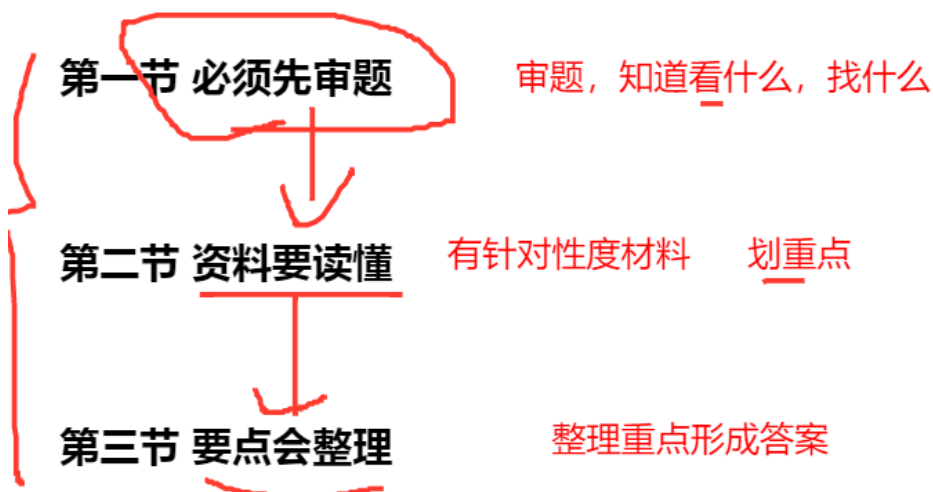 第一节 必须先审题 审题，知道看什么，找什么
第二节 资料要读懂 有针对性度材料 划重点
第三节 要点会整理 整理重点形成答案